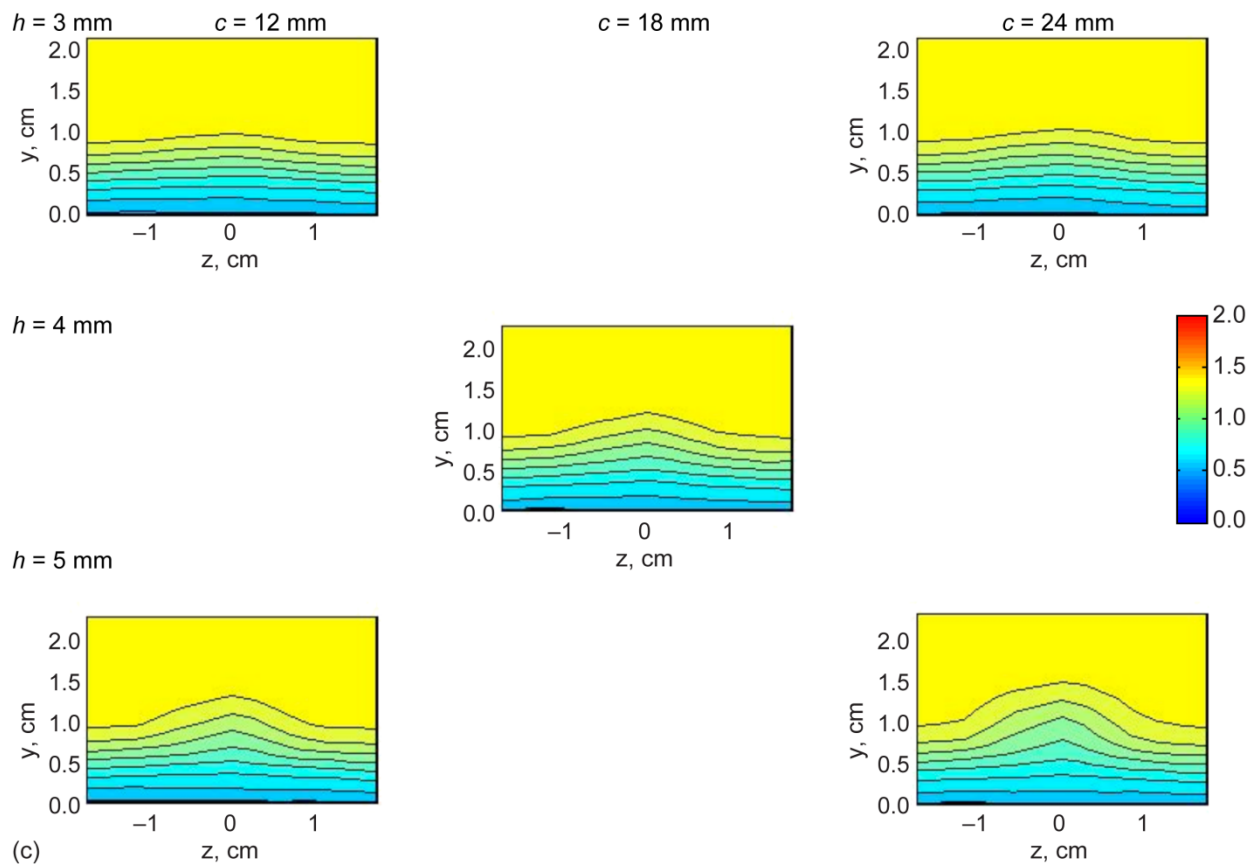 h = 3 mm c = 12 mm c = 18 mm c = 24 mm
2.0 2.0
1.5 1.5
y, cm 1.0 y, cm 1.0
0.5 0.5
0.0 0.0
–1 0 1 –1 0 1
z, cm z, cm
h = 4 mm
2.0
2.0
1.5
1.5
y, cm 1.0
1.0
0.5
0.5
0.0
0.0
–1 0 1
z, cm
h = 5 mm
2.0 2.0
1.5 1.5
y, cm 1.0 y, cm 1.0
0.5 0.5
0.0 0.0
–1 0 1 –1 0 1
(c) z, cm z, cm